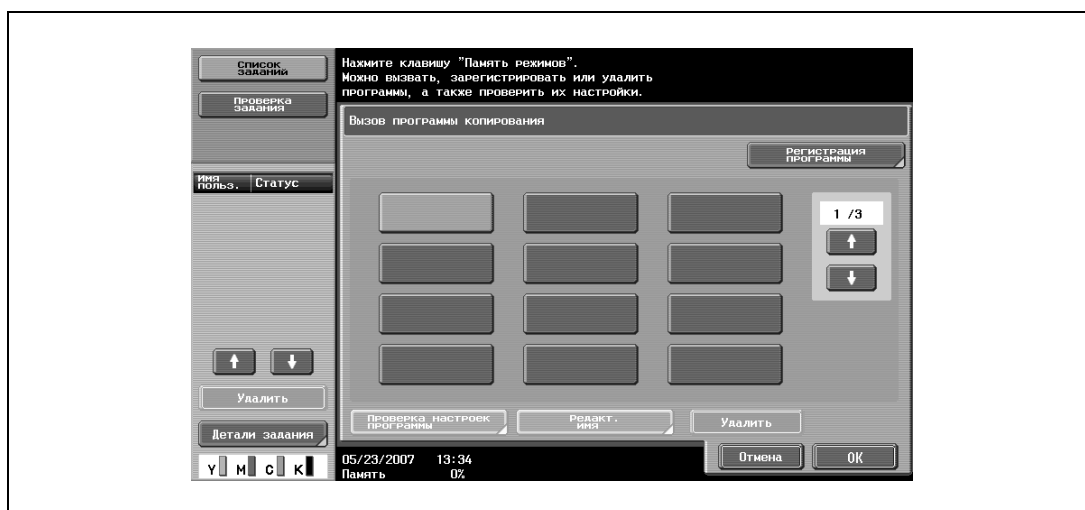 Список
заданий
Проверка
задания
Имя
польз.
Статус
Удалить
Детали задания
Y M C K
Нажмите клавишу "Память режимов".
Можно вызвать, зарегистрировать или удалить
программы, а также проверить их настройки.
Вызов программы копирования
Регистрация
программы
1 /3
Проверка настроек
программы
Редакт.
имя
Удалить
05/23/2007 13:34
Память 0%
Отмена
OK